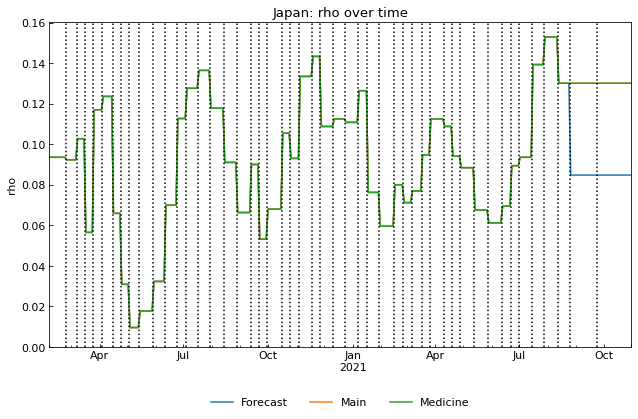 Japan: rho over time
0.16
0.14
0.12
0.10
0.08
0.06
0.04
0.02
0.00
rho
Apr
Jul
Oct
Jan
2021
Apr
Jul
Oct
Forecast
Main
Medicine